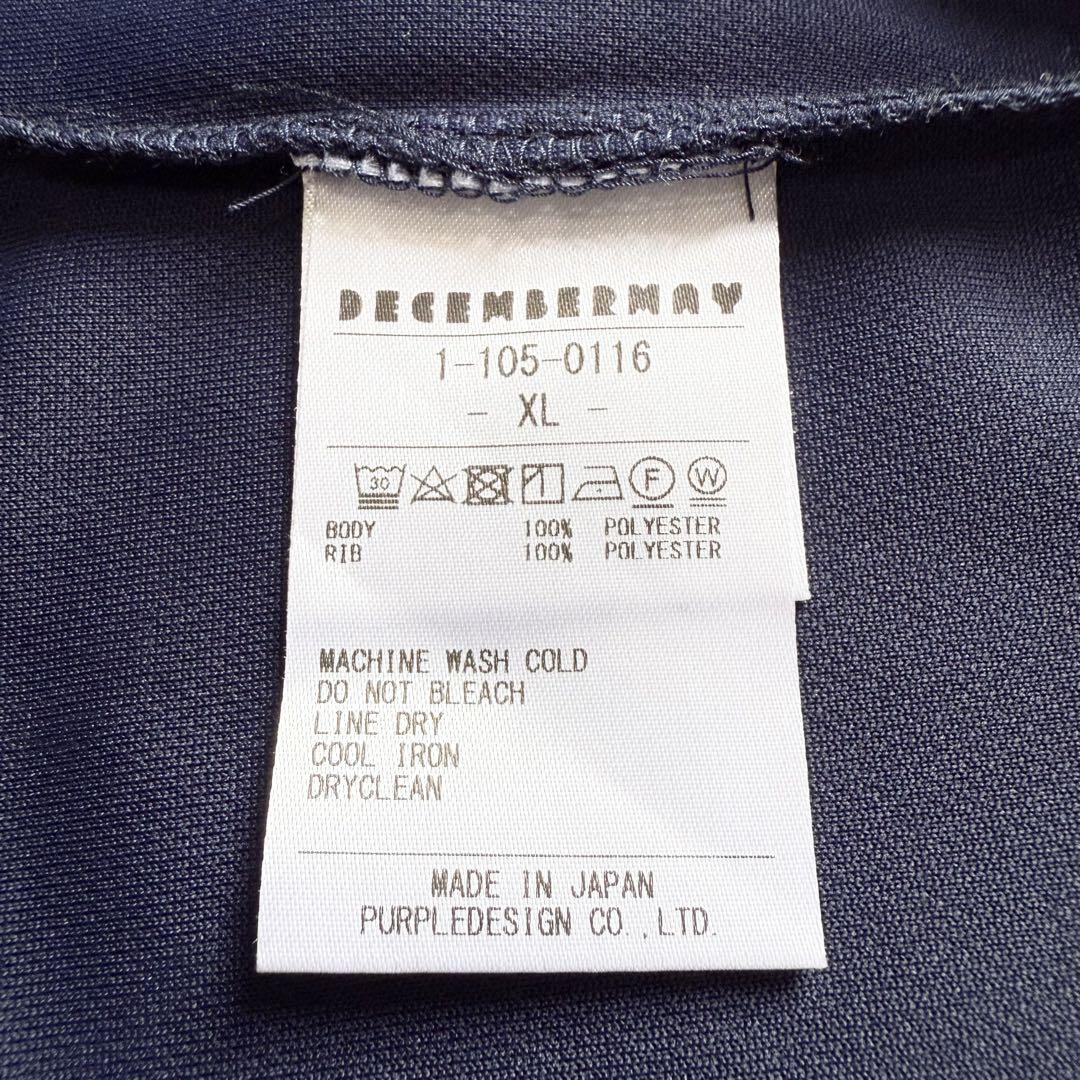 DECEMBERMAY
1-105-0116
- XL -
30 F W
BODY 100% POLYESTER
RIB 100% POLYESTER
MACHINE WASH COLD
DO NOT BLEACH
LINE DRY
COOL IRON
DRYCLEAN
MADE IN JAPAN
PURPLEDESIGN CO.,LTD.